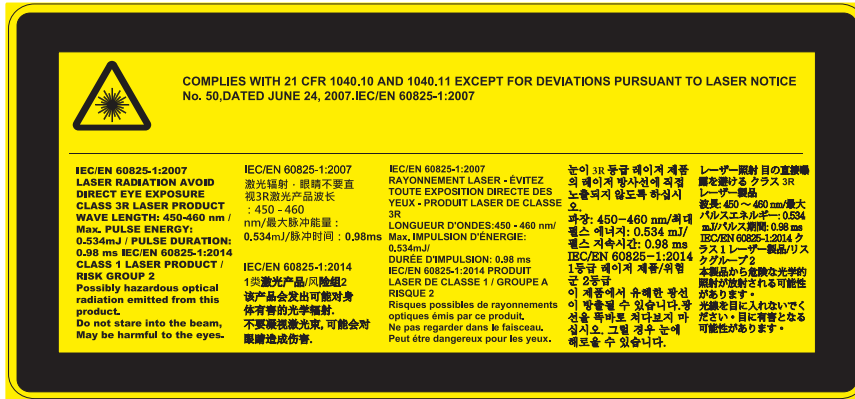 COMPLIES WITH 21 CFR 1040.10 AND 1040.11 EXCEPT FOR DEVIATIONS PURSUANT TO LASER NOTICE
No. 50,DATED JUNE 24, 2007.IEC/EN 60825-1:2007
IEC/EN 60825-1:2007
LASER RADIATION AVOID
DIRECT EYE EXPOSURE
CLASS 3R LASER PRODUCT
WAVE LENGTH: 450-460 nm /
Max. PULSE ENERGY:
0.534mJ / PULSE DURATION:
0.98 ms IEC/EN 60825-1:2014
CLASS 1 LASER PRODUCT /
RISK GROUP 2
Possibly hazardous optical
radiation emitted from this
product.
Do not stare into the beam,
May be harmful to the eyes-
IEC/EN 60825-1:2007
激光辐射，眼睛不要直
视3R激光产品波长
：450 – 460
nm/最大脉冲能量：
0.534mJ/脉冲时间：0.98ms
IEC/EN 60825-1:2014
1类激光产品/风险组2
该产品会发出可能对身
体有害的光学辐射.
不要凝视激光束, 可能会对
眼睛造成伤害.
IEC/EN 60825-1:2007
RAYONNEMENT LASER - ÉVITEZ
TOUTE EXPOSITION DIRECTE DES
YEUX - PRODUIT LASER DE CLASSE
3R
LONGUEUR D'ONDES:450 - 460 nm/
Max. IMPULSION D'ÉNERGIE:
0.534mJ/
DURÉE D'IMPULSION: 0.98 ms
IEC/EN 60825-1:2014 PRODUIT
LASER DE CLASSE 1 / GROUPE A
RISQUE 2
Risques possibles de rayonnements
optiques émis par ce produit.
Ne pas regarder dans le faisceau.
Peut étre dangereux pour les yeux.
눈이 3R 등급 레이저 제품
의 레이저 방사선에 직접
노출되지 않도록 하십시
오.
파장: 450-460 nm/최대
펄스 에너지: 0.534 mJ/
펄스 지속시간: 0.98 ms
IEC/EN 60825-1:2014
1등급 레이저 제품/위험
군 2등급
이 제품에서 유해한 광선
이 방출될 수 있습니다.광
선을 똑바로 쳐다보지 마
십시오. 그럴 경우 눈에
해로울 수 있습니다.
レーザー照射 目の直接曝
露を避ける クラス 3R
レーザー製品
波長: 450 ～ 460 nm/最大
パルスエネルギー: 0.534
mJ/パルス期間: 0.98 ms
IEC/EN 60825-1:2014 ク
ラス 1 レーザー製品/リス
クグループ 2
本製品から危険な光学的
照射が放射される可能性
があります。
光線を目に入れないでく
ださい。目に有害となる
可能性があります。